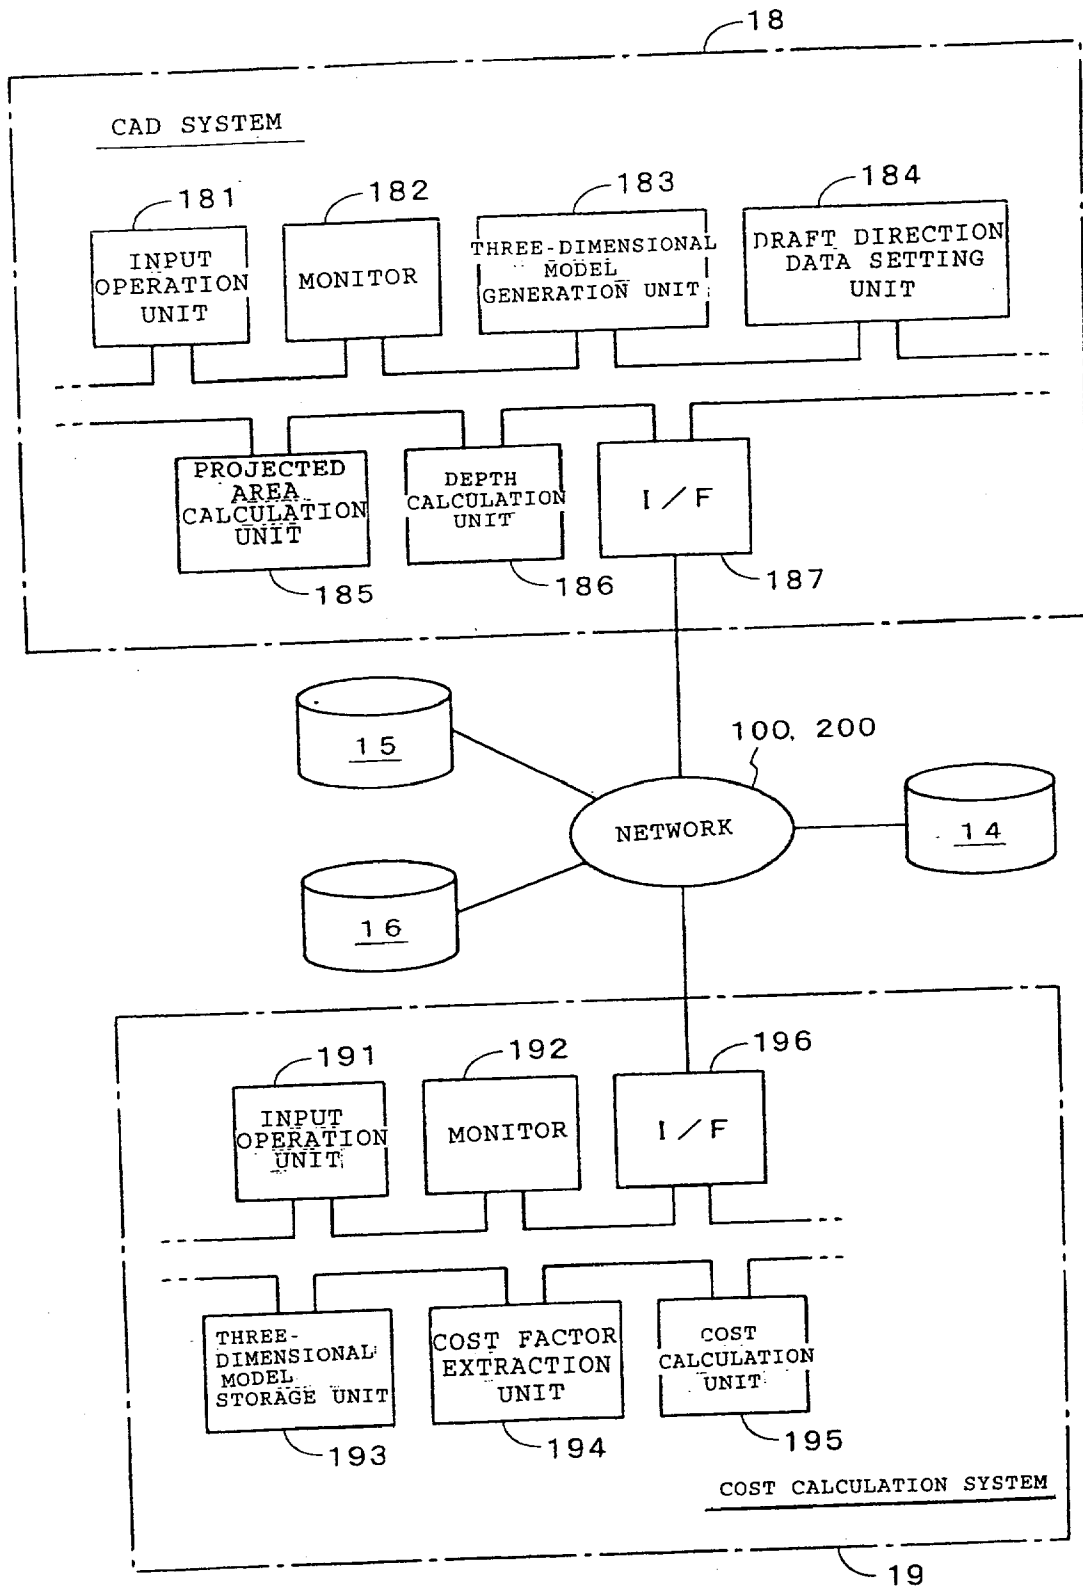 18
CAD SYSTEM
181
182
183
184
INPUT
OPERATION
UNIT
MONITOR
THREE-DIMENSIONAL
MODEL
GENERATION UNIT
DRAFT DIRECTION
DATA SETTING
UNIT
PROJECTED
AREA
CALCULATION
UNIT
DEPTH
CALCULATION
UNIT
I/F
185
186
187
15
100, 200
NETWORK
14
16
191
192
196
INPUT
OPERATION
UNIT
MONITOR
I/F
THREE-
DIMENSIONAL
MODEL
STORAGE UNIT
COST FACTOR
EXTRACTION
UNIT
COST
CALCULATION
UNIT
193
194
195
COST CALCULATION SYSTEM
19